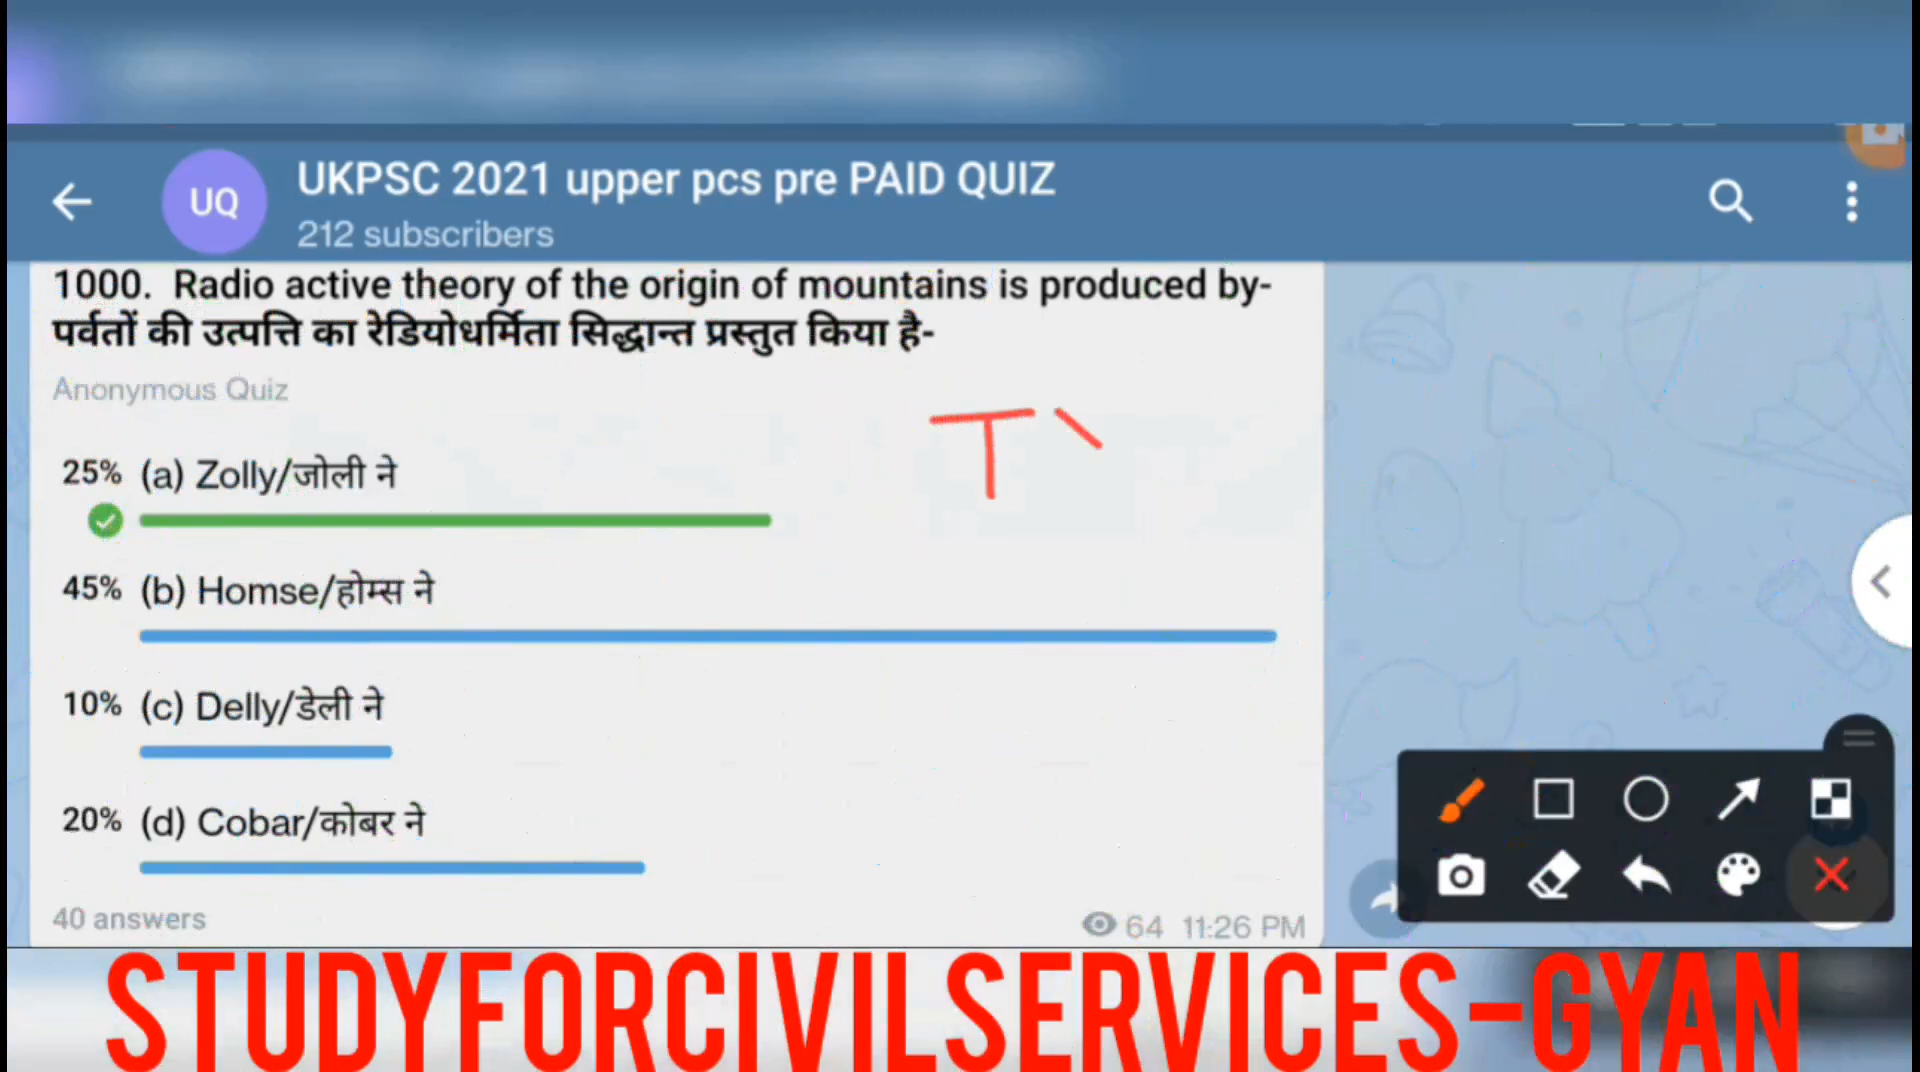 UQ
UKPSC 2021 upper pcs pre PAID QUIZ
212 subscribers
1000. Radio active theory of the origin of mountains is produced by-
पर्वतों की उत्पत्ति का रेडियोधर्मिता सिद्धान्त प्रस्तुत किया है-
Anonymous Quiz
25% (a) Zolly/जोली ने
45% (b) Homse/होम्स ने
10% (c) Delly/डेली ने
20% (d) Cobar/कोबर ने
40 answers
64 11:26 PM
STUDYFORCIVILSERVICES-GYAN